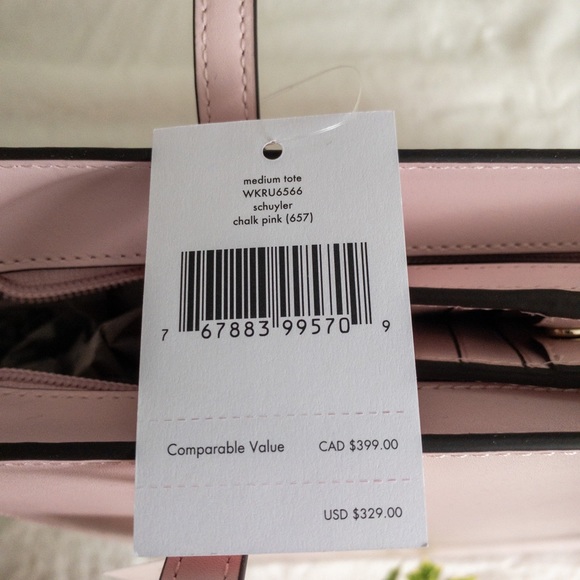 medium tote
WKRU6566
schuyler
chalk pink (657)
7 67883 99570 9
Comparable Value CAD $399.00
USD $329.00